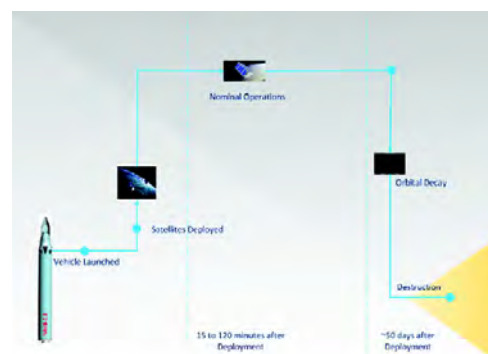 Nominal Operations
Orbital Decay
Satellites Deployed
Vehicle Launched
Destruction
15 to 120 minutes after
Deployment
~50 days after
Deployment